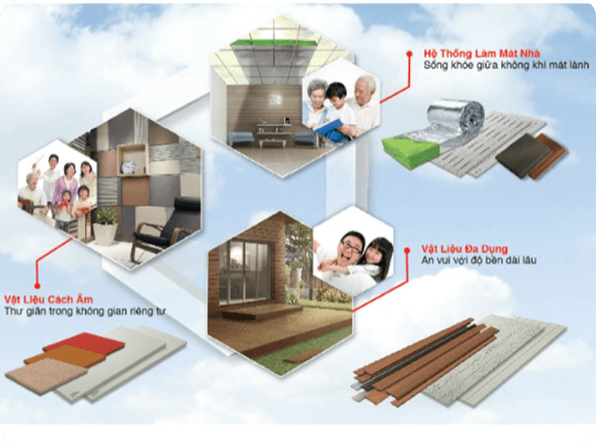 Hệ Thống Làm Mát Nhà
Sống khỏe giữa không khí mát lành
Vật Liệu Đa Dụng
An vui với độ bền dài lâu
Vật Liệu Cách Âm
Thư giãn trong không gian riêng tư